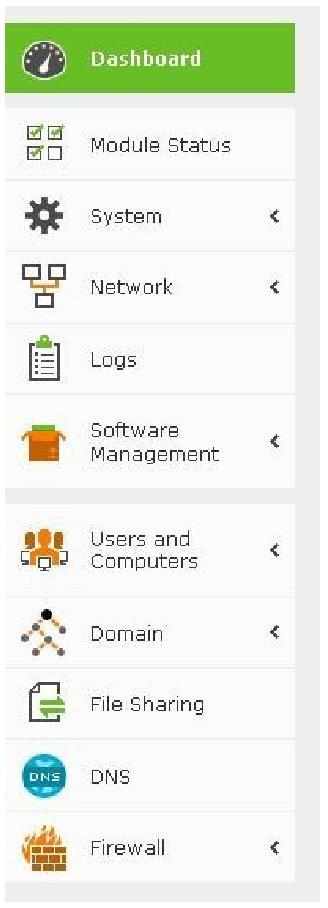 Dashboard
Module Status
System
Network
Logs
Software
Management
Users and
Computers
Domain
File Sharing
DNS
DNS
Firewall